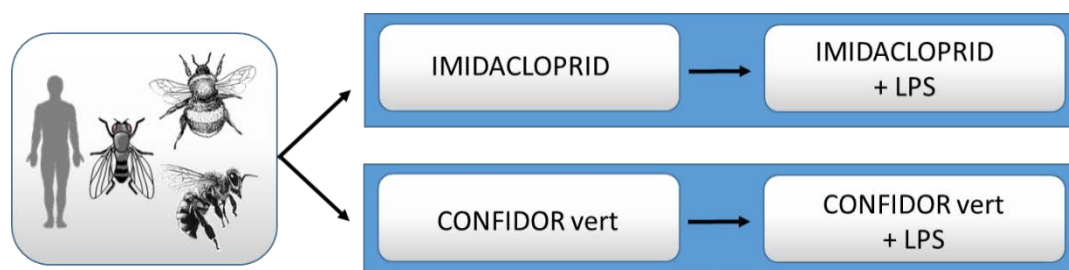 IMIDACLOPRID
IMIDACLOPRID
+ LPS
CONFIDOR vert
CONFIDOR vert
+ LPS